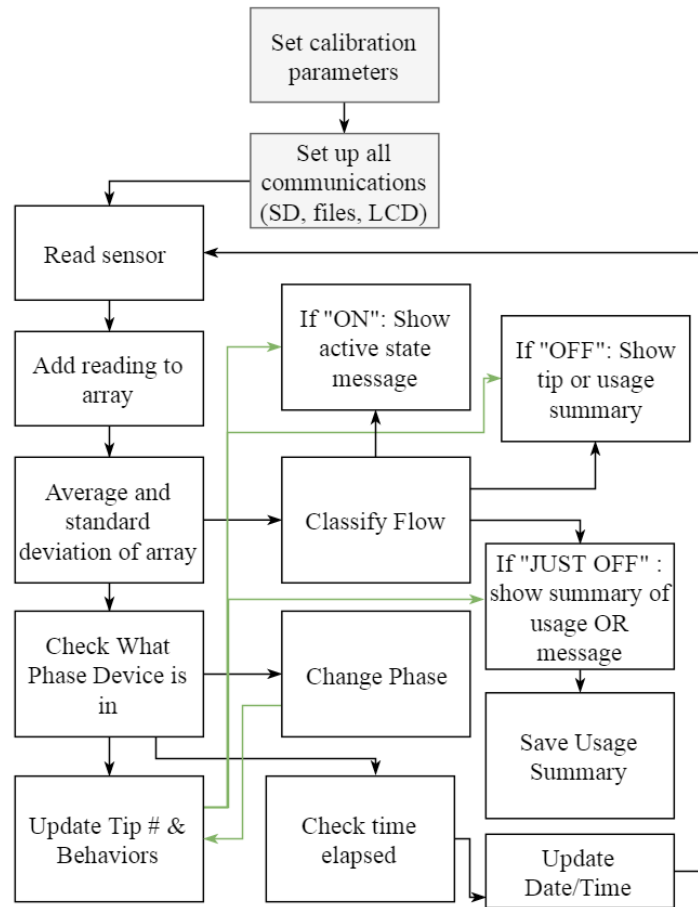 Set calibration
parameters
Set up all
communications
(SD, files, LCD)
Read sensor
If "ON": Show
active state
message
If "OFF": Show
tip or usage
summary
Add reading to
array
Average and
standard
deviation of array
Classify Flow
If "JUST OFF" :
show summary of
usage OR
message
Check What
Phase Device is
in
Change Phase
Save Usage
Summary
Update Tip # &
Behaviors
Check time
elapsed
Update
Date/Time